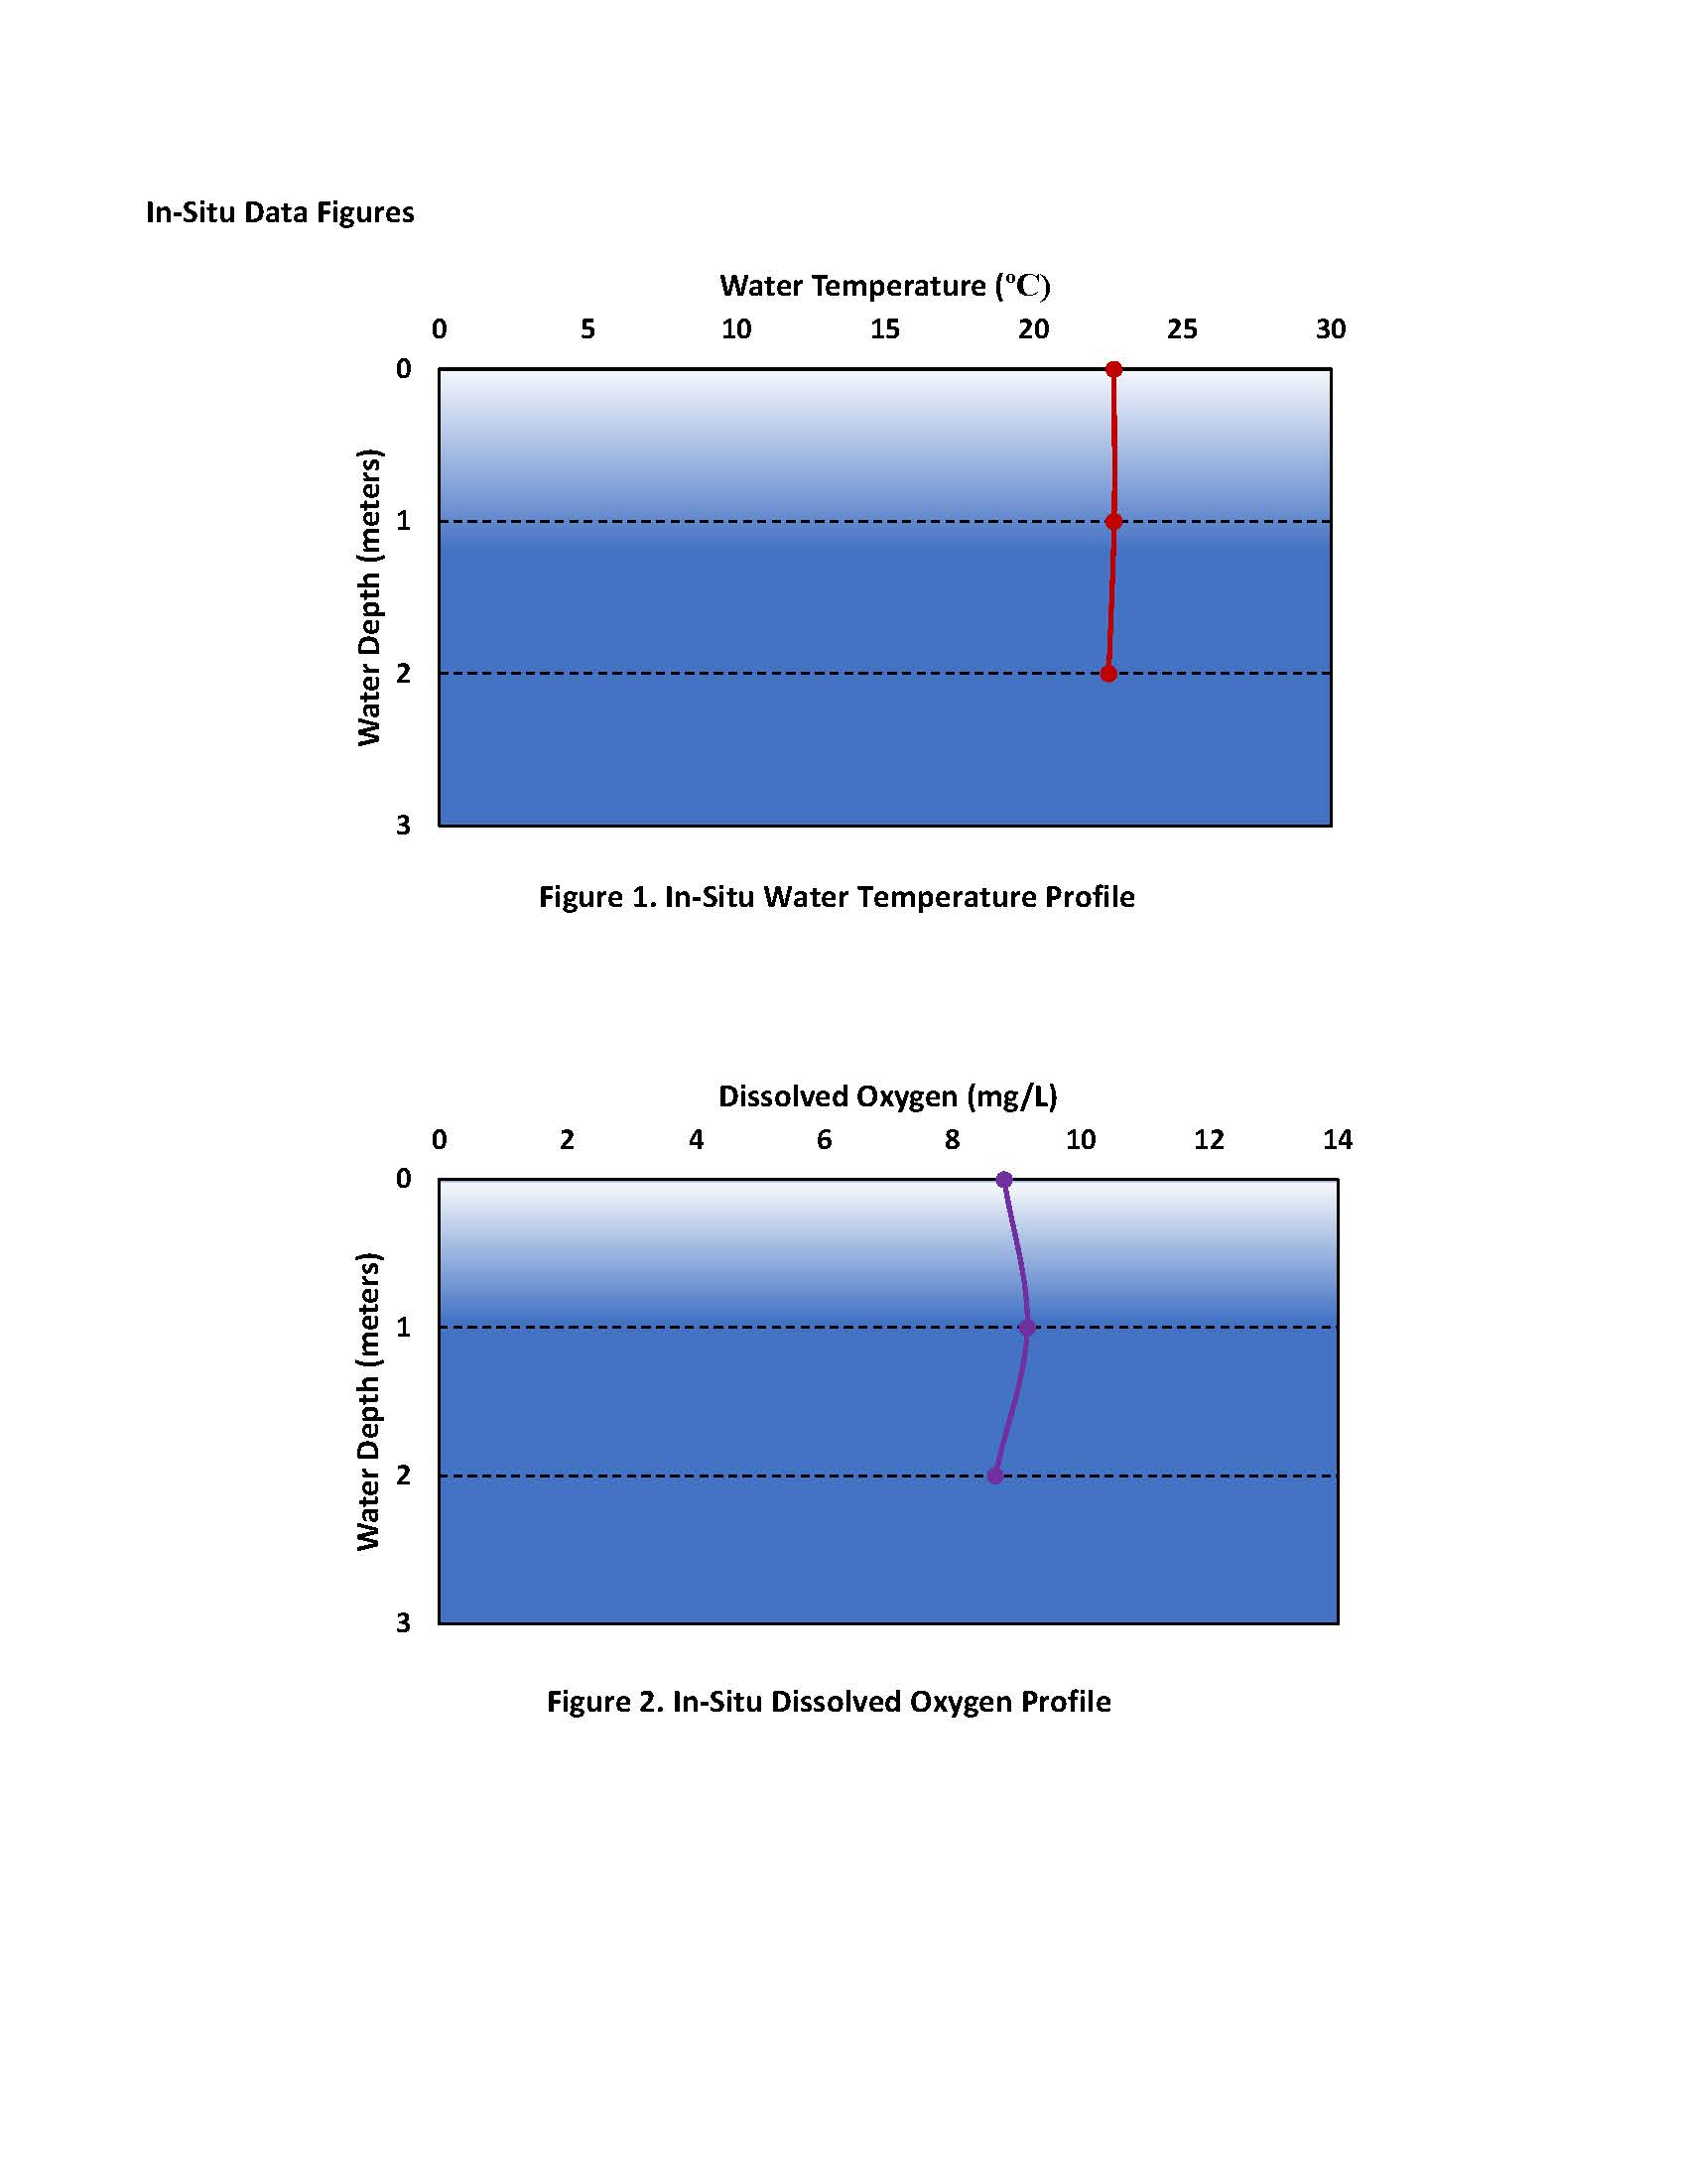 In-Situ Data Figures
Water Temperature (ºC)
0 5 10 15 20 25 30
0
1
2
3
Water Depth (meters)
Figure 1. In-Situ Water Temperature Profile
Dissolved Oxygen (mg/L)
0 2 4 6 8 10 12 14
0
1
2
3
Water Depth (meters)
Figure 2. In-Situ Dissolved Oxygen Profile